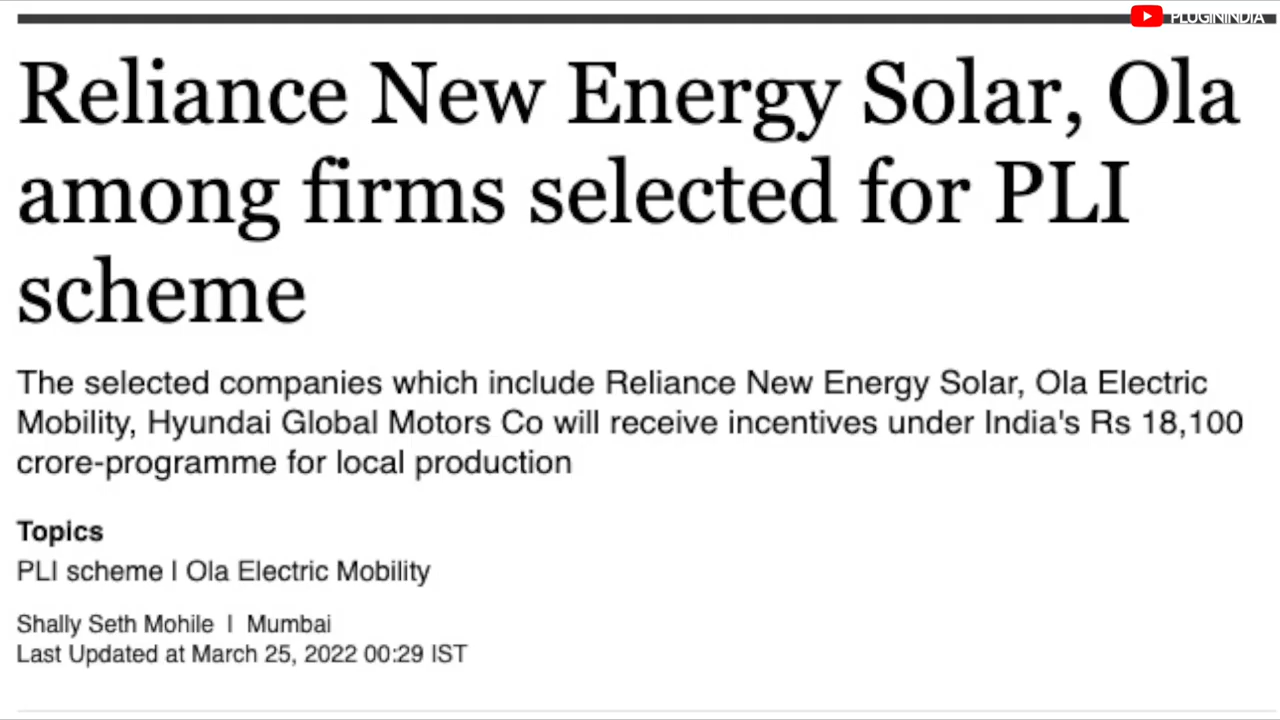 PLUGININDIA
Reliance New Energy Solar, Ola
among firms selected for PLI
scheme
The selected companies which include Reliance New Energy Solar, Ola Electric
Mobility, Hyundai Global Motors Co will receive incentives under India's Rs 18,100
crore-programme for local production
Topics
PLI scheme | Ola Electric Mobility
Shally Seth Mohile | Mumbai
Last Updated at March 25, 2022 00:29 IST